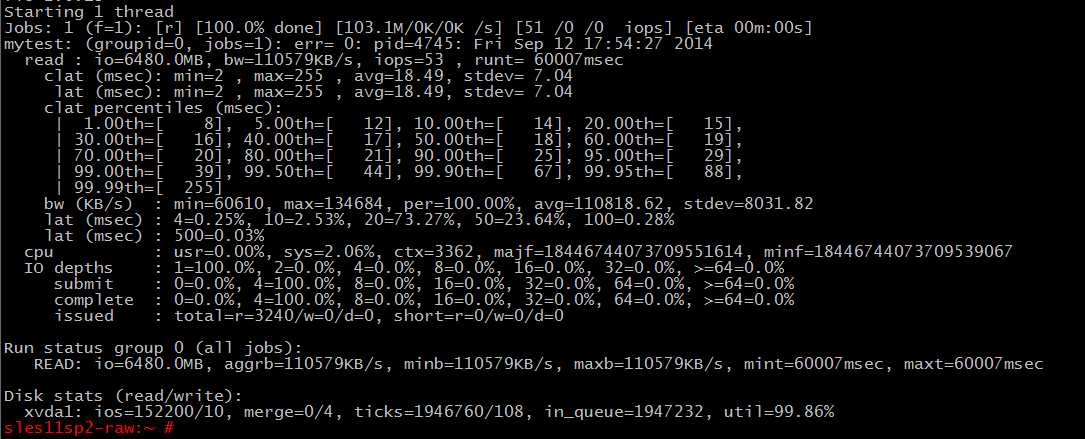 Starting 1 thread
Jobs: 1 (f=1): [r] [100.0% done] [103.1M/0K/0K /s] [51 /0 /0  iops] [eta 00m:00s]
mytest: (groupid=0, jobs=1): err= 0: pid=4745: Fri Sep 12 17:54:27 2014
  read : io=6480.0MB, bw=110579KB/s, iops=53 , runt= 60007msec
    clat (msec): min=2 , max=255 , avg=18.49, stdev= 7.04
     lat (msec): min=2 , max=255 , avg=18.49, stdev= 7.04
    clat percentiles (msec):
     |  1.00th=[    8],  5.00th=[   12], 10.00th=[   14], 20.00th=[   15],
     | 30.00th=[   16], 40.00th=[   17], 50.00th=[   18], 60.00th=[   19],
     | 70.00th=[   20], 80.00th=[   21], 90.00th=[   25], 95.00th=[   29],
     | 99.00th=[   39], 99.50th=[   44], 99.90th=[   67], 99.95th=[   88],
     | 99.99th=[  255]
    bw (KB/s)  : min=60610, max=134684, per=100.00%, avg=110818.62, stdev=8031.82
    lat (msec) : 4=0.25%, 10=2.53%, 20=73.27%, 50=23.64%, 100=0.28%
    lat (msec) : 500=0.03%
  cpu          : usr=0.00%, sys=2.06%, ctx=3362, majf=18446744073709551614, minf=18446744073709539067
  IO depths    : 1=100.0%, 2=0.0%, 4=0.0%, 8=0.0%, 16=0.0%, 32=0.0%, >=64=0.0%
     submit    : 0=0.0%, 4=100.0%, 8=0.0%, 16=0.0%, 32=0.0%, 64=0.0%, >=64=0.0%
     complete  : 0=0.0%, 4=100.0%, 8=0.0%, 16=0.0%, 32=0.0%, 64=0.0%, >=64=0.0%
     issued    : total=r=3240/w=0/d=0, short=r=0/w=0/d=0
Run status group 0 (all jobs):
   READ: io=6480.0MB, aggrb=110579KB/s, minb=110579KB/s, maxb=110579KB/s, mint=60007msec, maxt=60007msec
Disk stats (read/write):
  xvda1: ios=152200/10, merge=0/4, ticks=1946760/108, in_queue=1947232, util=99.86%
sles11sp2-raw:~ #